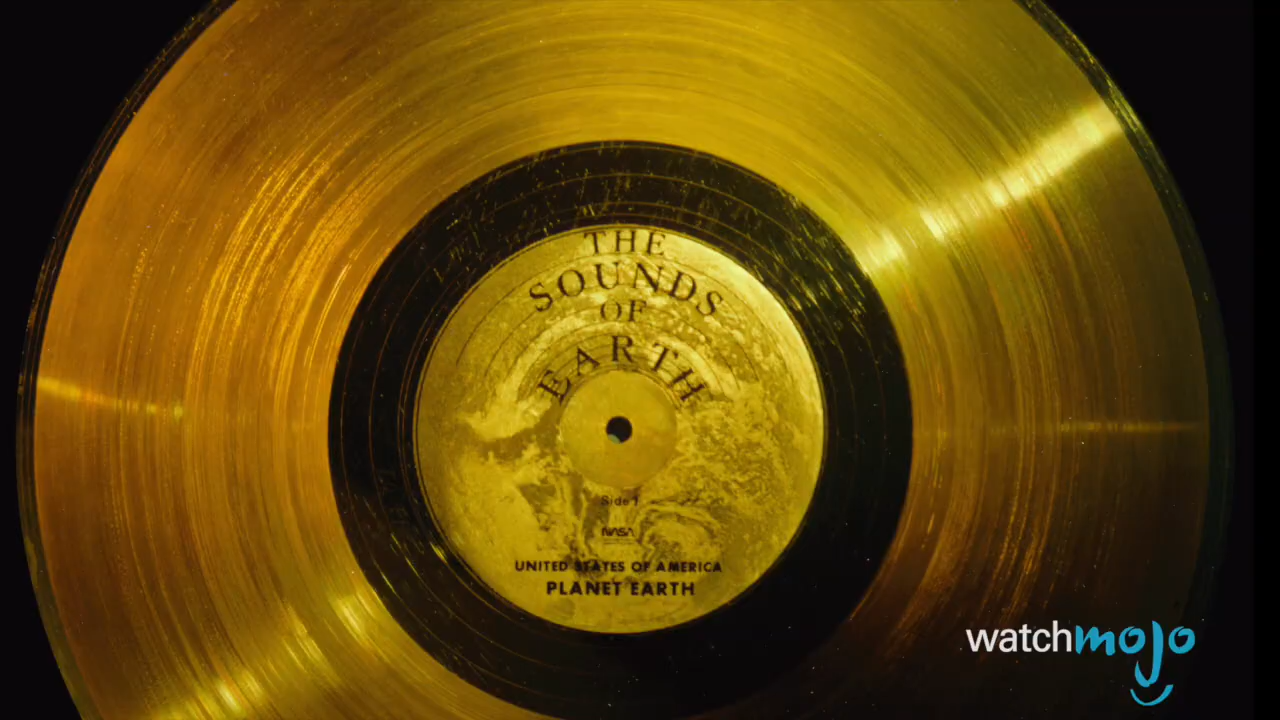 THE
SOUNDS
OF
EARTH
Side 1
NASA
UNITED STATES OF AMERICA
PLANET EARTH
watchmojo